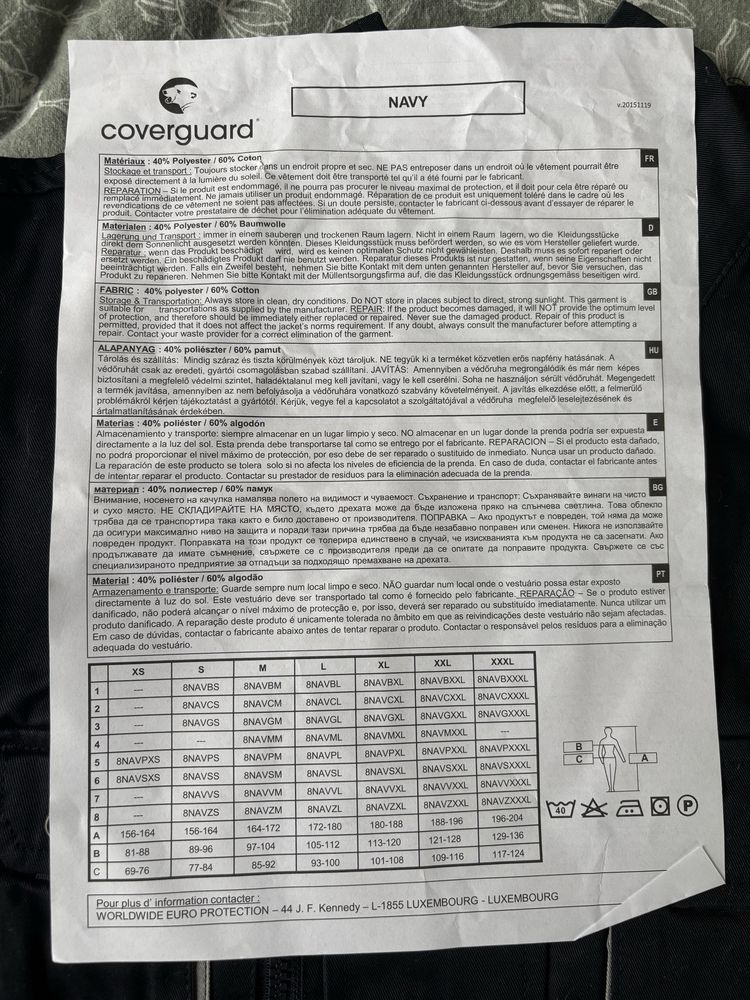 coverguard®
NAVY
v.20151119
FR
Matériaux : 40% Polyester / 60% Coton
Stockage et transport : Toujours stocker dans un endroit propre et sec. NE PAS entreposer dans un endroit où le vêtement pourrait être
exposé directement à la lumière du soleil. Ce vêtement doit être transporté tel qu'il a été fourni par le fabricant.
REPARATION – Si le produit est endommagé, il ne pourra pas procurer le niveau maximal de protection, et il doit pour cela être réparé ou
remplacé immédiatement. Ne jamais utiliser un produit endommagé. Réparation de ce produit est uniquement toléré dans le cadre où les
revendications de ce vêtement ne soient pas affectées. Si un doute persiste, contacter le fabricant ci-dessous avant d'essayer de réparer le
produit. Contacter votre prestataire de déchet pour l'élimination adéquate du vêtement.
D
Materialen : 40% Polyester / 60% Baumwolle
Lagerung und Transport : immer in einem sauberen und trockenen Raum lagern. Nicht in einem Raum lagern, wo die Kleidungsstücke
direkt dem Sonnenlicht ausgesetzt werden könnten. Dieses Kleidungsstück muss befördert werden, so wie es vom Hersteller geliefert wurde.
Reparatur : wenn das Produkt beschädigt wird, wird es keinen optimalen Schutz nicht gewährleisten. Deshalb muss es sofort repariert oder
ersetzt werden. Ein beschädigtes Produkt darf nie benutzt werden. Reparatur dieses Produkts ist nur gestatten, wenn seine Eigenschaften nicht
beeinträchtigt werden. Falls ein Zweifel besteht, nehmen Sie bitte Kontakt mit dem unten genannten Hersteller auf, bevor Sie versuchen, das
Produkt zu reparieren. Nehmen Sie bitte Kontakt mit der Müllentsorgungsfirma auf, die das Kleidungsstück ordnungsgemäss beseitigen wird.
GB
FABRIC : 40% polyester / 60% Cotton
Storage & Transportation: Always store in clean, dry conditions. Do NOT store in places subject to direct, strong sunlight. This garment is
suitable for transportations as supplied by the manufacturer. REPAIR: If the product becomes damaged, it will NOT provide the optimum level
of protection, and therefore should be immediately either replaced or repaired. Never sue the damaged product. Repair of this product is
permitted, provided that it does not affect the jacket's norms requirement. If any doubt, always consult the manufacturer before attempting a
repair. Contact your waste provider for a correct elimination of the garment.
HU
ALAPANYAG : 40% poliészter / 60% pamut
Tárolás és szállítás: Mindig száraz és tiszta körülmények közt tároljuk. NE tegyük ki a terméket közvetlen erős napfény hatásának. A
védőruhát csak az eredeti, gyártói csomagolásban szabad szállítani. JAVÍTÁS: Amennyiben a védőruha megrongálódik és már nem képes
biztosítani a megfelelő védelmi szintet, haladéktalanul meg kell javítani, vagy le kell cserélni. Soha ne használjon sérült védőruhát. Megengedett
a termék javítása, amennyiben az nem befolyásolja a védőruhára vonatkozó szabvány követelményeit. A javítás elkezdése előtt, a felmerülő
problémákról kérjen tájékoztatást a gyártótól. Kérjük, vegye fel a kapcsolatot a szolgáltatójával a védőruha megfelelő leselejtezésének és
ártalmatlanításának érdekében.
E
Materias : 40% poliéster / 60% algodón
Almacenamiento y transporte: siempre almacenar en un lugar limpio y seco. NO almacenar en un lugar donde la prenda podría ser expuesta
directamente a la luz del sol. Esta prenda debe transportarse tal como se entrego por el fabricante. REPARACION – Si el producto esta dañado,
no podrá proporcionar el nivel máximo de protección, por eso debe de ser reparado o sustituido de inmediato. Nunca usar un producto dañado.
La reparación de este producto se tolera solo si no afecta los niveles de eficiencia de la prenda. En caso de duda, contactar el fabricante antes
de intentar reparar el producto. Contactar su prestador de residuos para la eliminación adecuada de la prenda.
BG
материал : 40% полиестер / 60% памук
Внимание, носенето на качулка намалява полето на видимост и чуваемост. Съхранение и транспорт: Съхранявайте винаги на чисто
и сухо място. НЕ СКЛАДИРАЙТЕ НА МЯСТО, където дрехата може да бъде изложена пряко на слънчева светлина. Това облекло
трябва да се транспортира така както е било доставено от производителя. ПОПРАВКА – Ако продуктът е повреден, той няма да може
да осигури максимално ниво на защита и поради тази причина трябва да бъде незабавно поправен или сменен. Никога не използвайте
повреден продукт. Поправката на този продукт се толерира единствено в случай, че изискванията към продукта не са засегнати. Ако
продължавате да имате съмнение, свържете се с производителя преди да се опитате да поправите продукта. Свържете се със
специализираното предприятие за отпадъци за подходящо премахване на дрехата.
PT
Material : 40% poliéster / 60% algodão
Armazenamento e transporte: Guarde sempre num local limpo e seco. NÃO guardar num local onde o vestuário possa estar exposto
directamente à luz do sol. Este vestuário deve ser transportado tal como é fornecido pelo fabricante. REPARAÇÃO – Se o produto estiver
danificado, não poderá alcançar o nível máximo de protecção e, por isso, deverá ser reparado ou substituído imediatamente. Nunca utilizar um
produto danificado. A reparação deste produto é unicamente tolerada no âmbito em que as reivindicações deste vestuário não sejam afectadas.
Em caso de dúvidas, contactar o fabricante abaixo antes de tentar reparar o produto. Contactar o responsável pelos resíduos para a eliminação
adequada do vestuário.
XS S M L XL XXL XXXL
1 --- 8NAVBS 8NAVBM 8NAVBL 8NAVBXL 8NAVBXXL 8NAVBXXXL
2 --- 8NAVCS 8NAVCM 8NAVCL 8NAVCXL 8NAVCXXL 8NAVCXXXL
3 --- 8NAVGS 8NAVGM 8NAVGL 8NAVGXL 8NAVGXXL 8NAVGXXXL
4 --- --- 8NAVMM 8NAVML 8NAVMXL 8NAVMXXL ---
5 8NAVPXS 8NAVPS 8NAVPM 8NAVPL 8NAVPXL 8NAVPXXL 8NAVPXXXL
6 8NAVSXS 8NAVSS 8NAVSM 8NAVSL 8NAVSXL 8NAVSXXL 8NAVSXXXL
7 --- 8NAVVS 8NAVVM 8NAVVL 8NAVVXL 8NAVVXXL 8NAVVXXXL
8 --- 8NAVZS 8NAVZM 8NAVZL 8NAVZXL 8NAVZXXL 8NAVZXXXL
A 156-164 156-164 164-172 172-180 180-188 188-196 196-204
B 81-88 89-96 97-104 105-112 113-120 121-128 129-136
C 69-76 77-84 85-92 93-100 101-108 109-116 117-124
B
C
A
40
P
Pour plus d' information contacter :
WORLDWIDE EURO PROTECTION – 44 J. F. Kennedy – L-1855 LUXEMBOURG - LUXEMBOURG